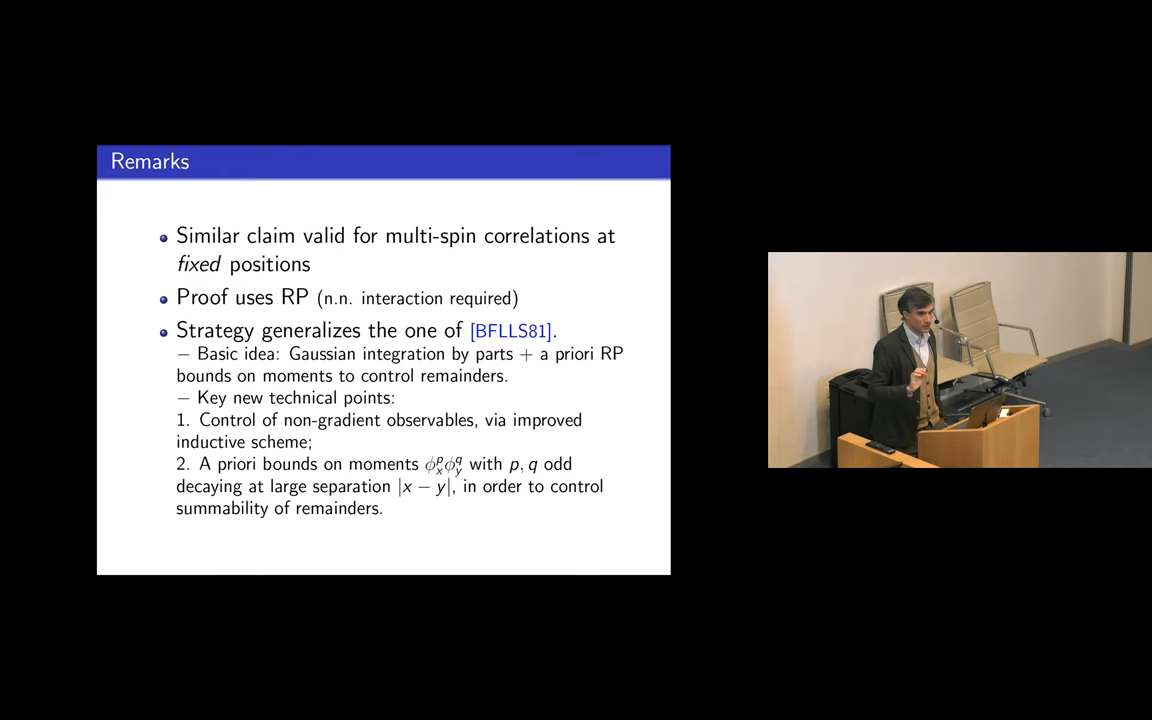 Remarks
• Similar claim valid for multi-spin correlations at
fixed positions
• Proof uses RP (n.n. interaction required)
• Strategy generalizes the one of [BFLLS81].
– Basic idea: Gaussian integration by parts + a priori RP
bounds on moments to control remainders.
– Key new technical points:
1. Control of non-gradient observables, via improved
inductive scheme;
2. A priori bounds on moments ϕₓᵖϕᵧ^q with p, q odd
decaying at large separation |x − y|, in order to control
summability of remainders.